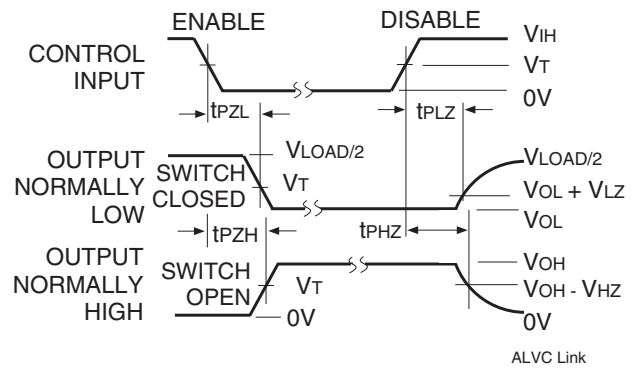 ENABLE
DISABLE
CONTROL
INPUT
VIH
VT
0V
tPZL
tPLZ
OUTPUT
NORMALLY
LOW
SWITCH
CLOSED
VLOAD/2
VT
VLOAD/2
VOL + VLZ
VOL
tPZH
tPHZ
OUTPUT
NORMALLY
HIGH
SWITCH
OPEN
VT
0V
VOH
VOH - VHZ
0V
ALVC Link